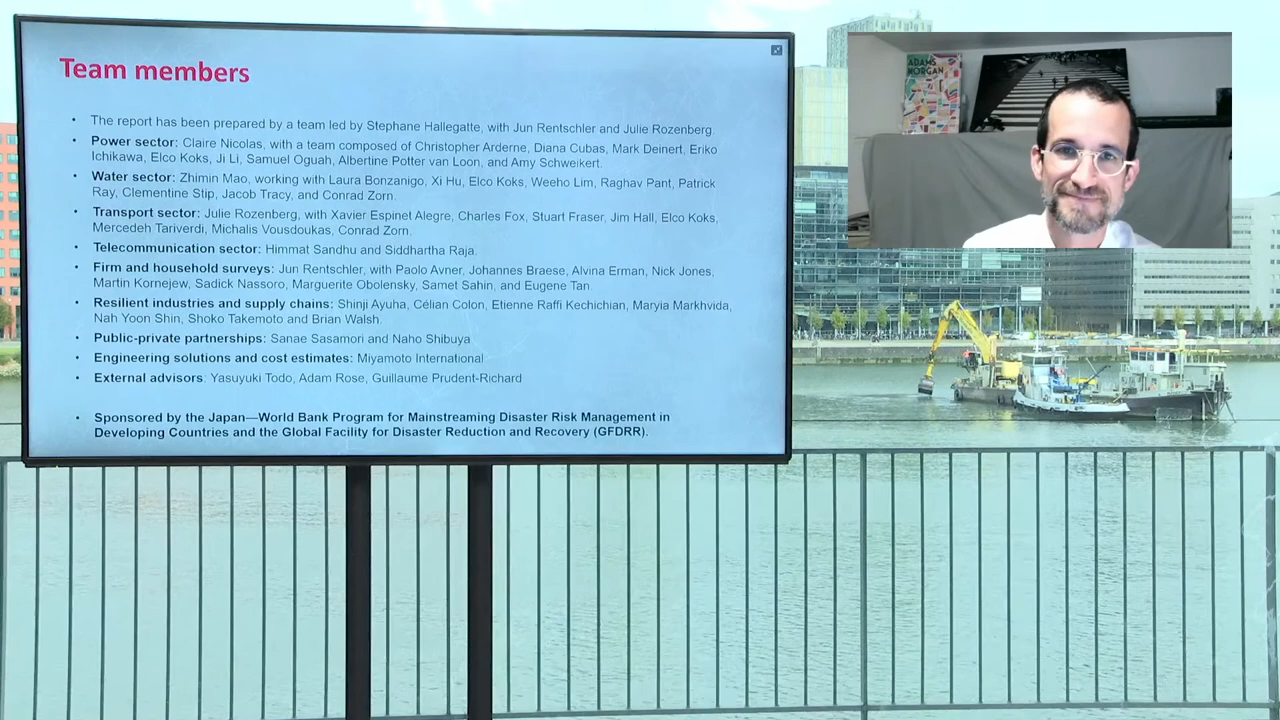 Team members
• The report has been prepared by a team led by Stephane Hallegatte, with Jun Rentschler and Julie Rozenberg.
• Power sector: Claire Nicolas, with a team composed of Christopher Arderne, Diana Cubas, Mark Deinert, Eriko
Ichikawa, Elco Koks, Ji Li, Samuel Oguah, Albertine Potter van Loon, and Amy Schweikert.
• Water sector: Zhimin Mao, working with Laura Bonzanigo, Xi Hu, Elco Koks, Weeho Lim, Raghav Pant, Patrick
Ray, Clementine Stip, Jacob Tracy, and Conrad Zorn.
• Transport sector: Julie Rozenberg, with Xavier Espinet Alegre, Charles Fox, Stuart Fraser, Jim Hall, Elco Koks,
Mercedeh Tariverdi, Michalis Vousdoukas, Conrad Zorn.
• Telecommunication sector: Himmat Sandhu and Siddhartha Raja.
• Firm and household surveys: Jun Rentschler, with Paolo Avner, Johannes Braese, Alvina Erman, Nick Jones,
Martin Kornejew, Sadick Nassoro, Marguerite Obolensky, Samet Sahin, and Eugene Tan.
• Resilient industries and supply chains: Shinji Ayuha, Célian Colon, Etienne Raffi Kechichian, Maryia Markhvida,
Nah Yoon Shin, Shoko Takemoto and Brian Walsh.
• Public-private partnerships: Sanae Sasamori and Naho Shibuya
• Engineering solutions and cost estimates: Miyamoto International
• External advisors: Yasuyuki Todo, Adam Rose, Guillaume Prudent-Richard
• Sponsored by the Japan—World Bank Program for Mainstreaming Disaster Risk Management in
Developing Countries and the Global Facility for Disaster Reduction and Recovery (GFDRR).
ADAMS
MORGAN